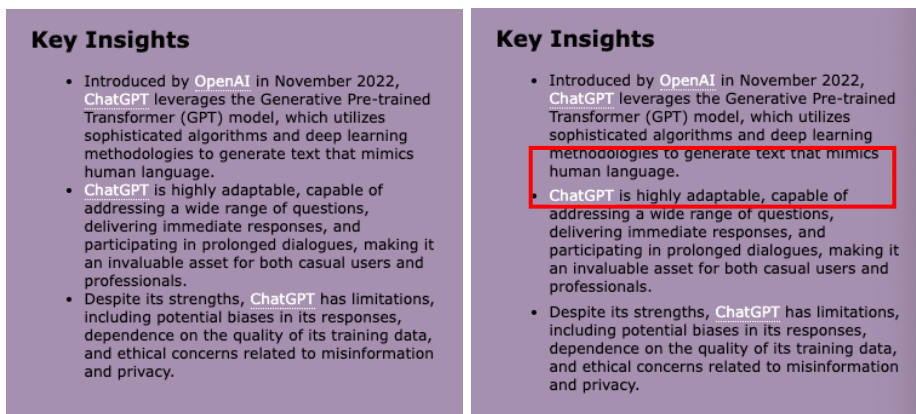 Key Insights
• Introduced by OpenAI in November 2022,
ChatGPT leverages the Generative Pre-trained
Transformer (GPT) model, which utilizes
sophisticated algorithms and deep learning
methodologies to generate text that mimics
human language.
• ChatGPT is highly adaptable, capable of
addressing a wide range of questions,
delivering immediate responses, and
participating in prolonged dialogues, making it
an invaluable asset for both casual users and
professionals.
• Despite its strengths, ChatGPT has limitations,
including potential biases in its responses,
dependence on the quality of its training data,
and ethical concerns related to misinformation
and privacy.
Key Insights
• Introduced by OpenAI in November 2022,
ChatGPT leverages the Generative Pre-trained
Transformer (GPT) model, which utilizes
sophisticated algorithms and deep learning
methodologies to generate text that mimics
human language.
• ChatGPT is highly adaptable, capable of
addressing a wide range of questions,
delivering immediate responses, and
participating in prolonged dialogues, making it
an invaluable asset for both casual users and
professionals.
• Despite its strengths, ChatGPT has limitations,
including potential biases in its responses,
dependence on the quality of its training data,
and ethical concerns related to misinformation
and privacy.